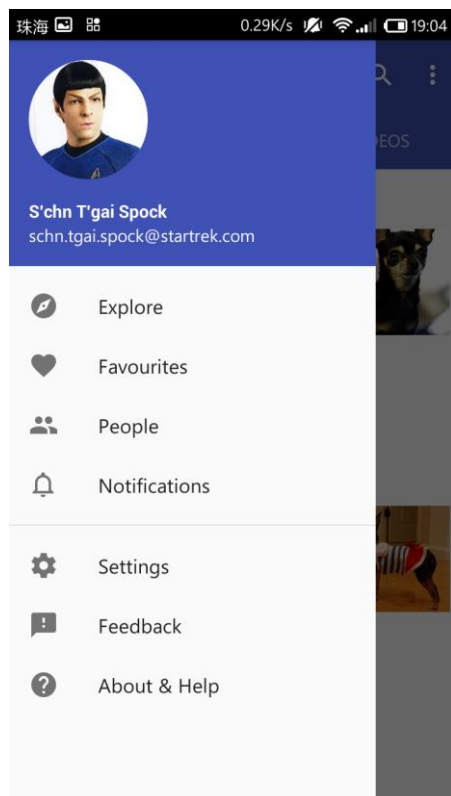 珠海 0.29K/s 19:04
DEOS
S'chn T'gai Spock
schn.tgai.spock@startrek.com
Explore
Favourites
People
Notifications
Settings
Feedback
About & Help